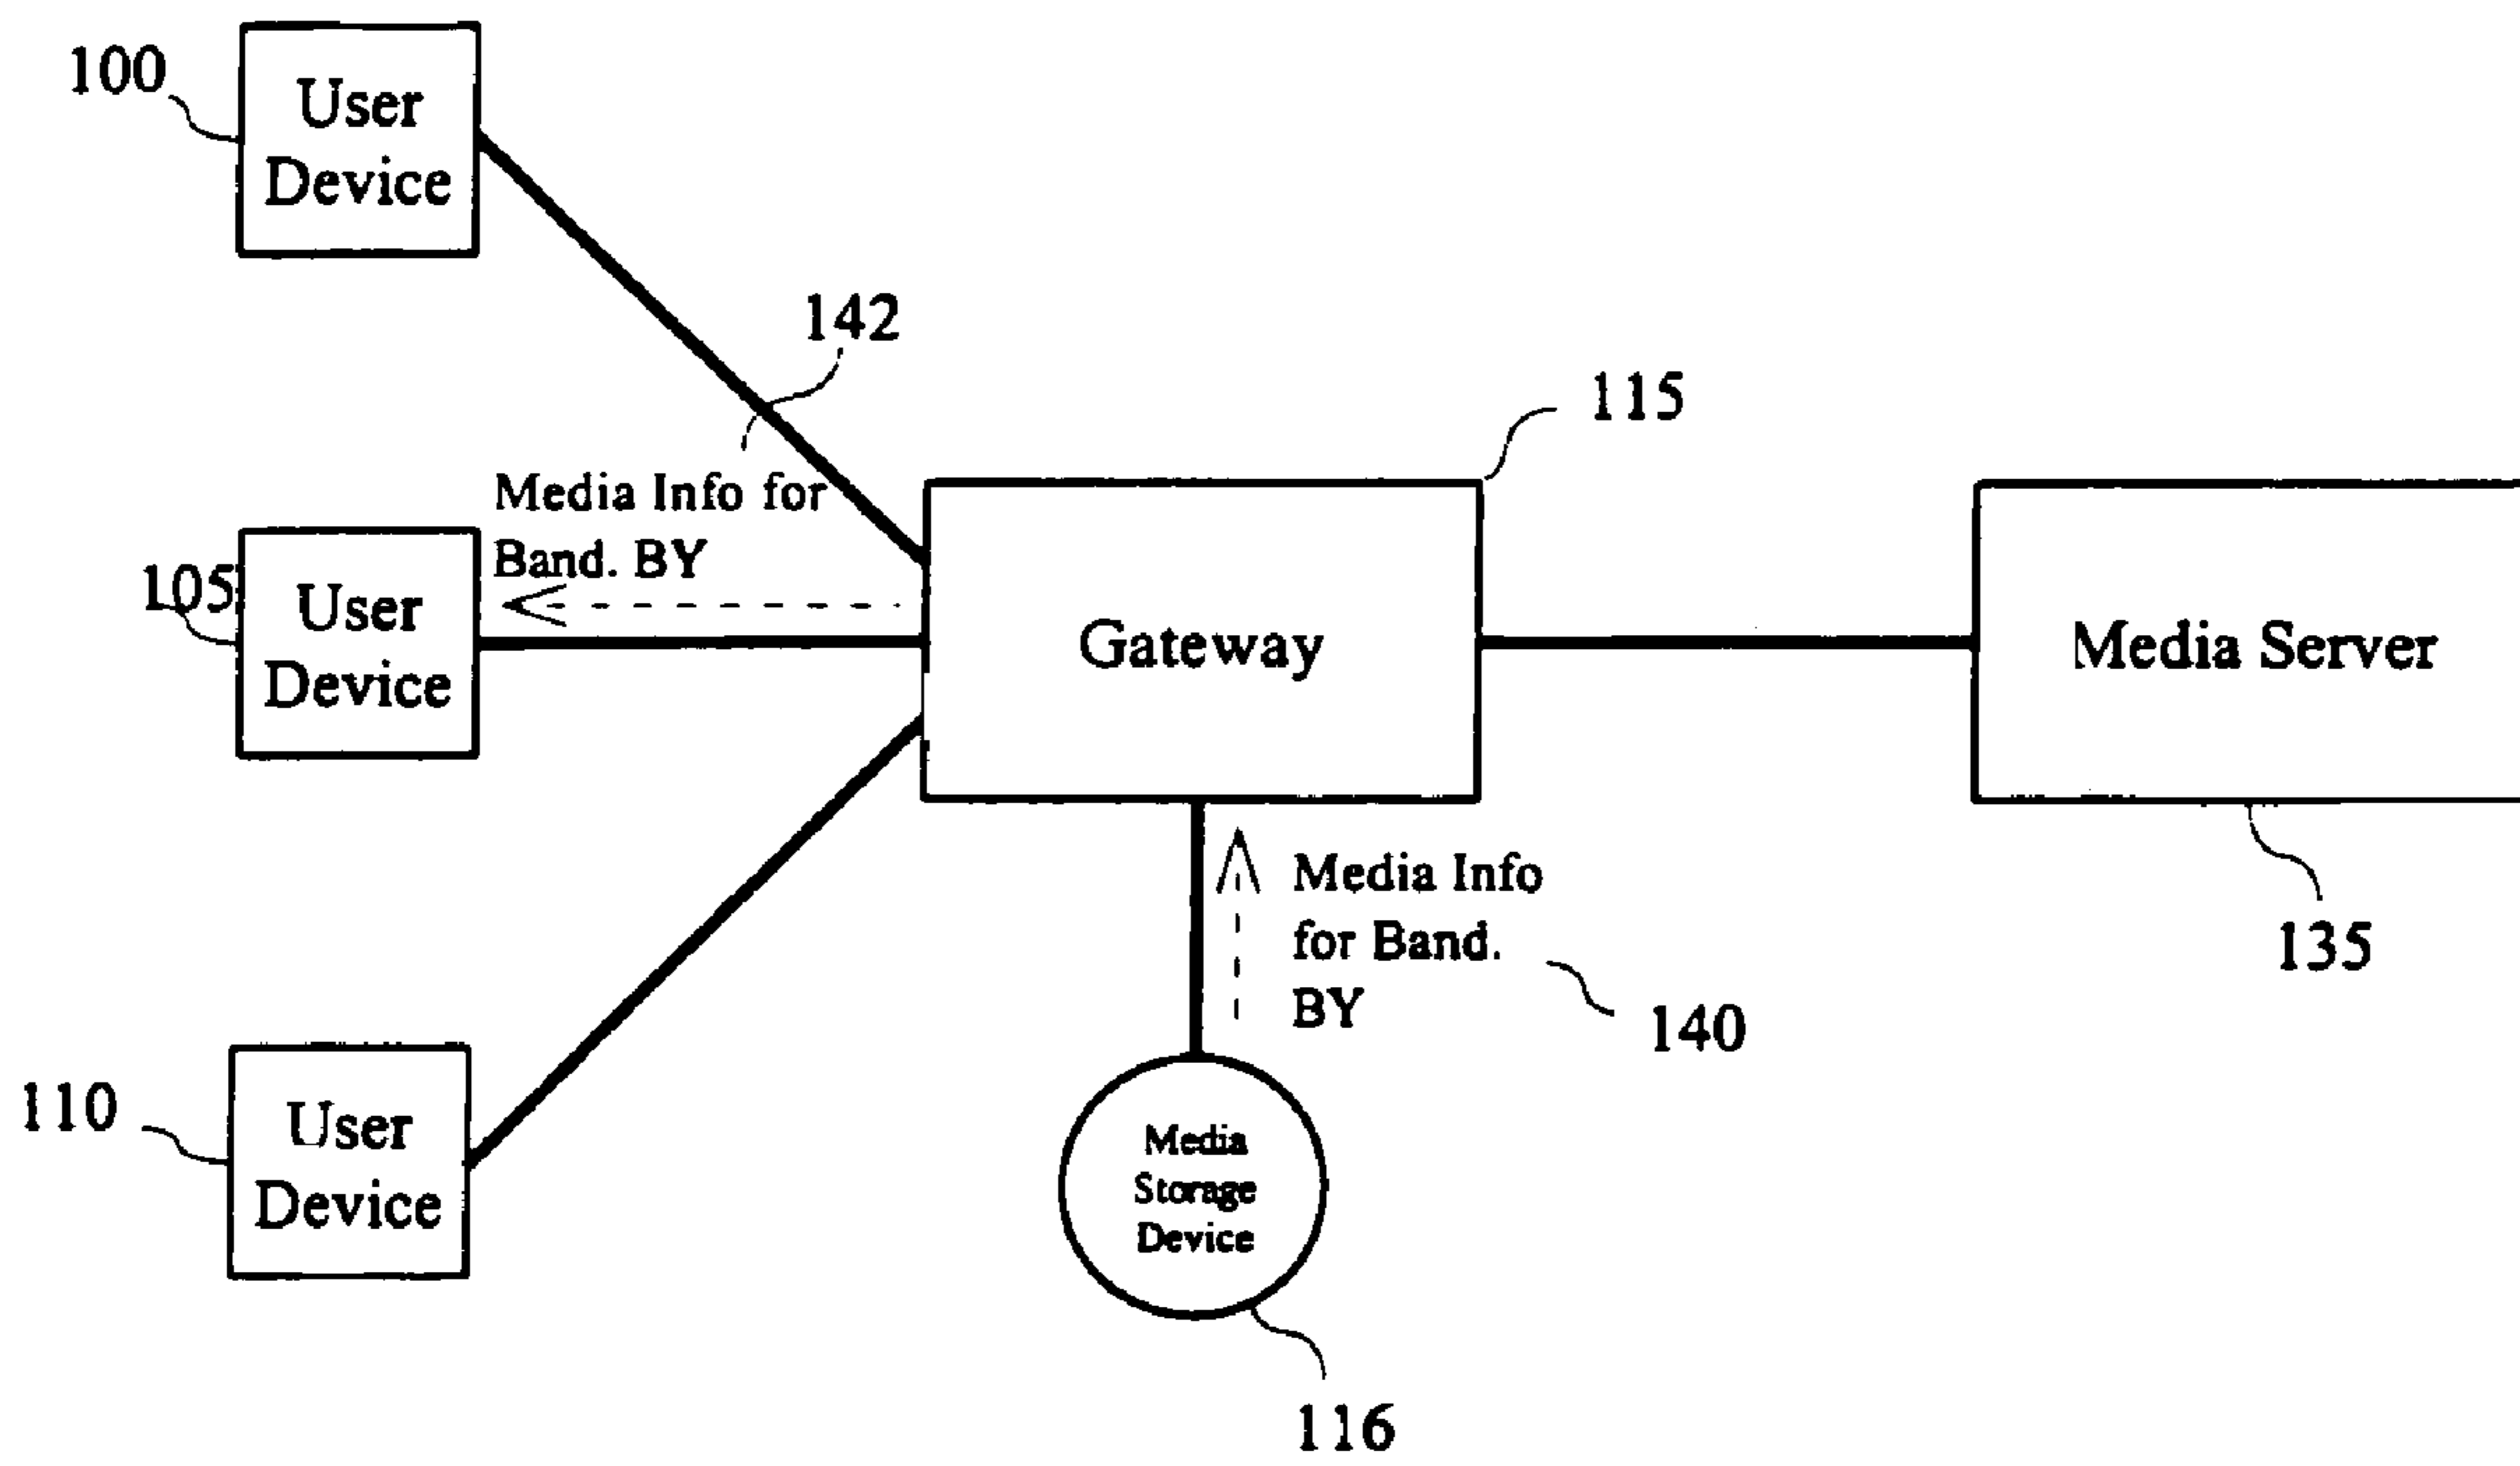 100
User
Device
142
115
Media Info for
Band. BY
105
User
Device
Gateway
Media Server
Media Info
for Band.
BY
135
140
110
User
Device
Media
Storage
Device
116